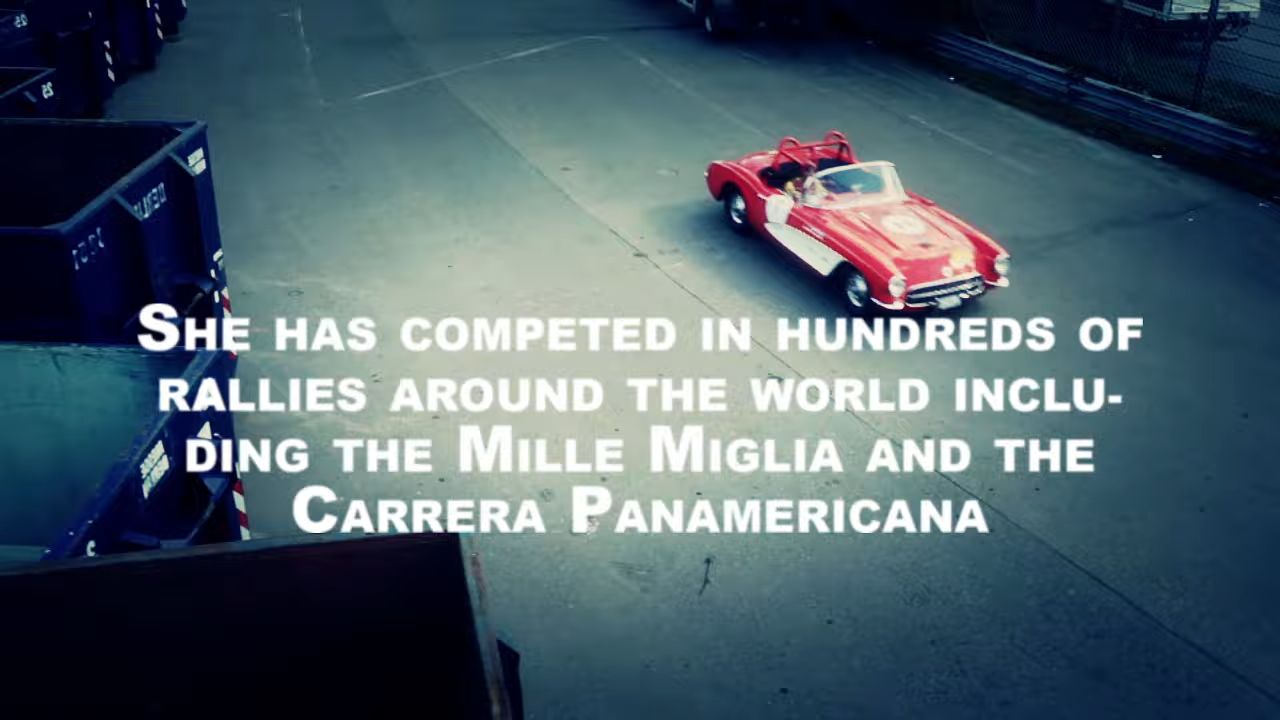 She has competed in hundreds of
rallies around the world inclu-
ding the Mille Miglia and the
Carrera Panamericana